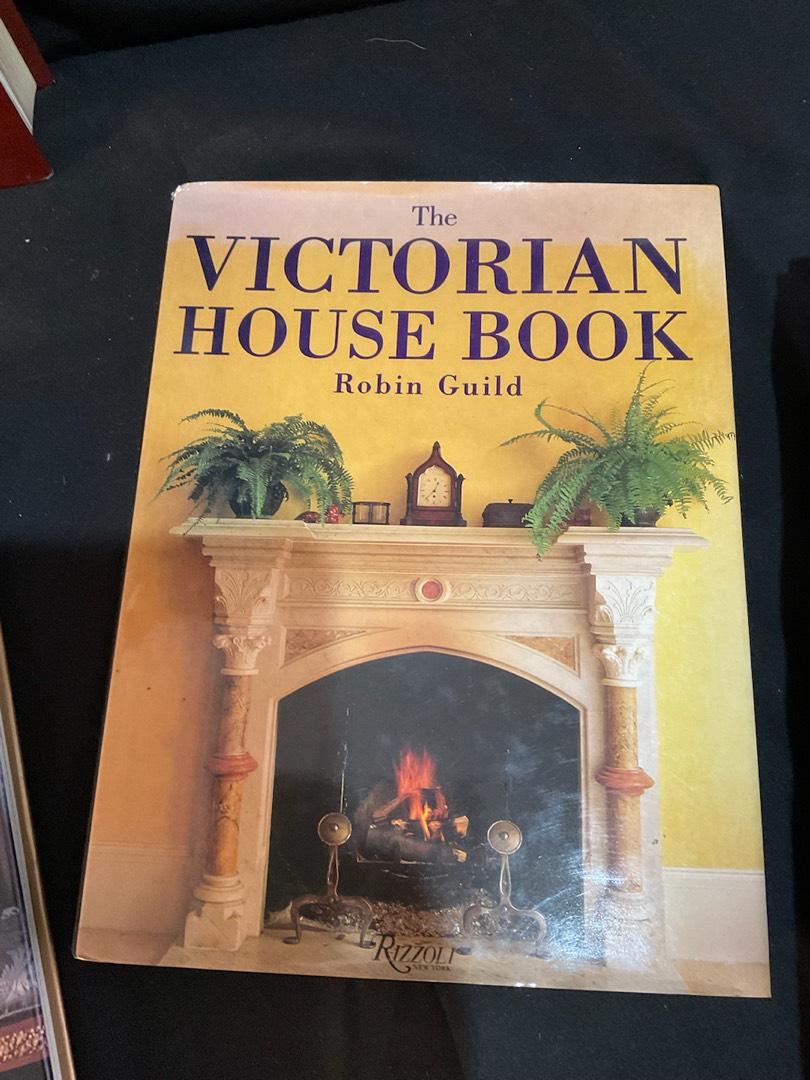 The
VICTORIAN
HOUSE BOOK
Robin Guild
RIZZOLI
NEW YORK